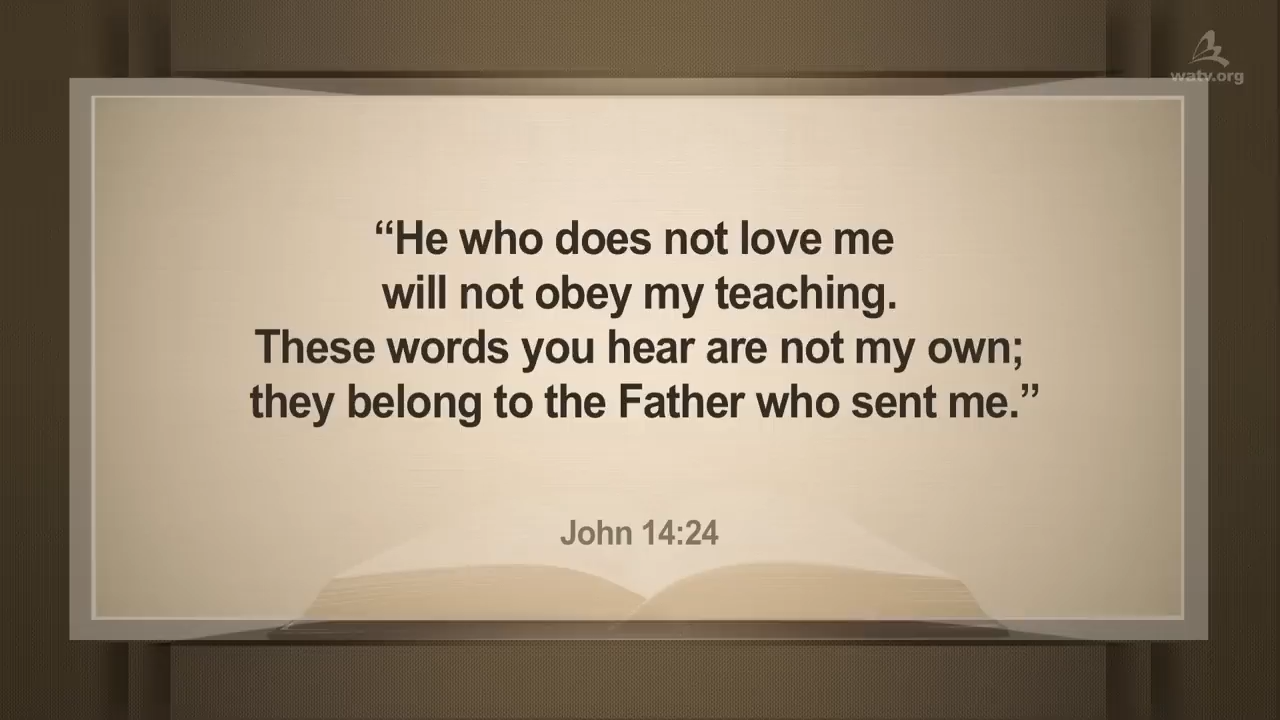 watv.org
“He who does not love me
will not obey my teaching.
These words you hear are not my own;
they belong to the Father who sent me.”
John 14:24